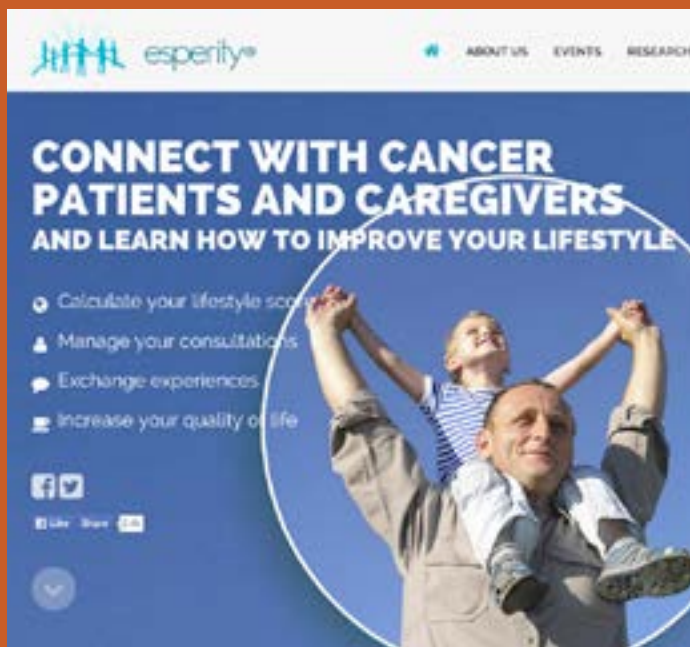 esperity
ABOUT US EVENTS RESEARCH
CONNECT WITH CANCER
PATIENTS AND CAREGIVERS
AND LEARN HOW TO IMPROVE YOUR LIFESTYLE
Calculate your lifestyle score
Manage your consultations
Exchange experiences
Increase your quality of life
Like Share